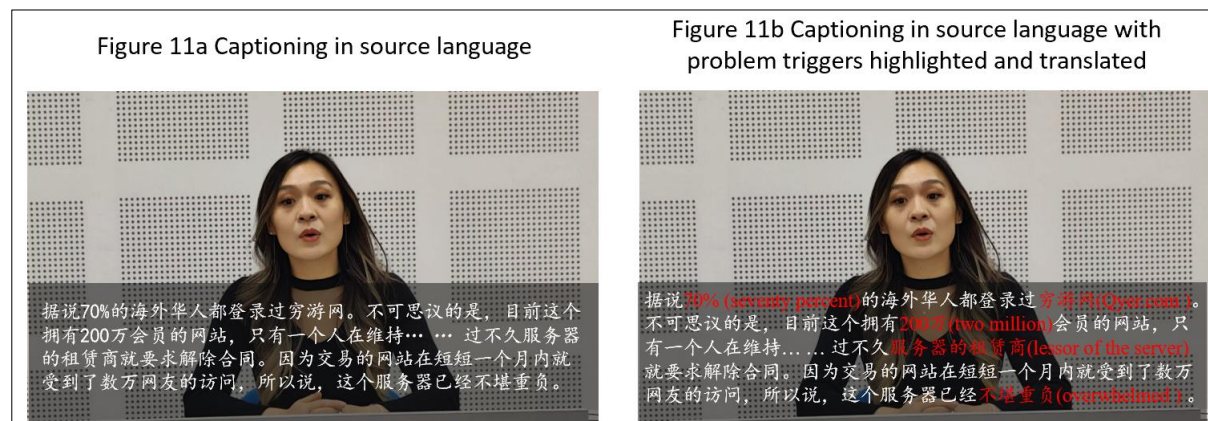 Figure 11a Captioning in source language
据说70%的海外华人都登录过穷游网。不可思议的是，目前这个
拥有200万会员的网站，只有一个人在维持… … 过不久服务器
的租赁商就要求解除合同。因为交易的网站在短短一个月内就
受到了数万网友的访问，所以说，这个服务器已经不堪重负。
Figure 11b Captioning in source language with
problem triggers highlighted and translated
据说70% (seventy percent)的海外华人都登录过穷游网(Qyer.com )。
不可思议的是，目前这个拥有200万(two million)会员的网站，只
有一个人在维持… … 过不久服务器的租赁商(lessor of the server)
就要求解除合同。因为交易的网站在短短一个月内就受到了数万
网友的访问，所以说，这个服务器已经不堪重负(overwhelmed )。